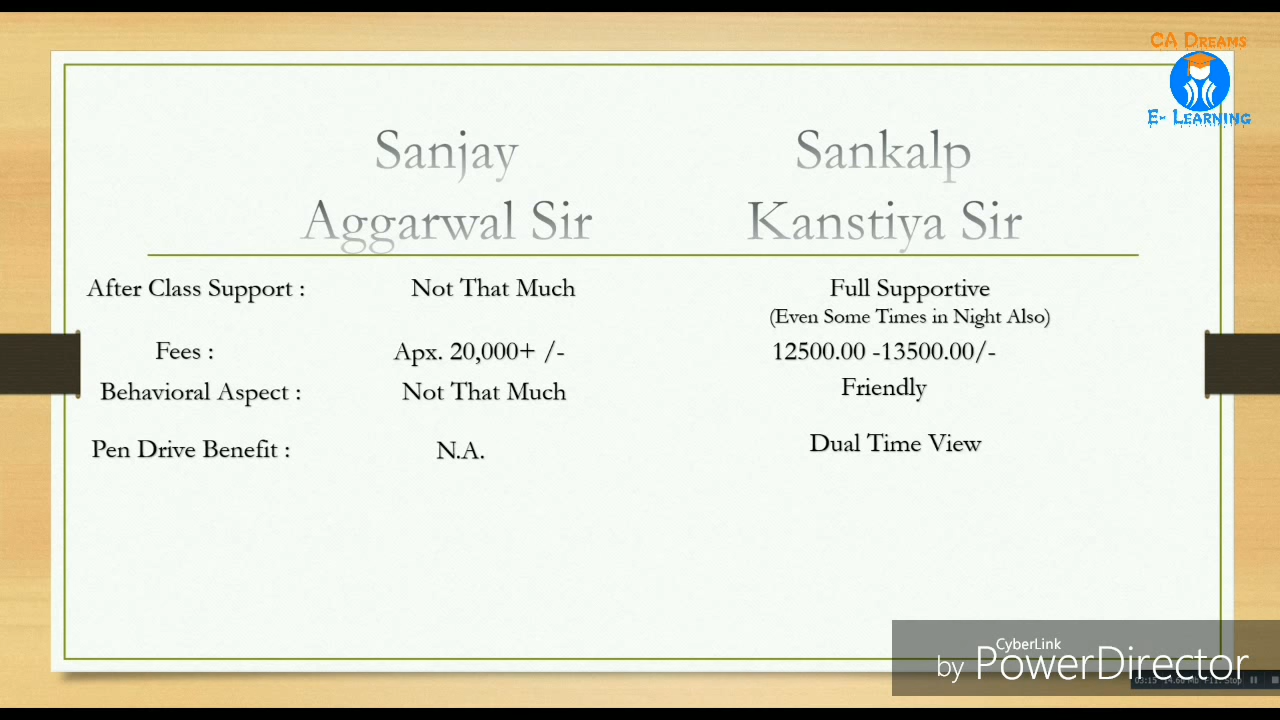 CA DREAMS
E- LEARNING
Sanjay
Aggarwal Sir
Sankalp
Kanstiya Sir
After Class Support : Not That Much Full Supportive
(Even Some Times in Night Also)
Fees : Apx. 20,000+ /- 12500.00 -13500.00/-
Behavioral Aspect : Not That Much Friendly
Pen Drive Benefit : N.A. Dual Time View
CyberLink
by PowerDirector